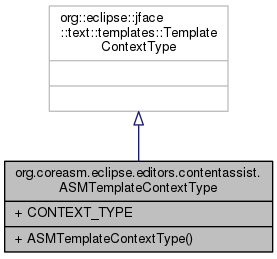 org::eclipse::jface
::text::templates::Template
ContextType
org.coreasm.eclipse.editors.contentassist.
ASMTemplateContextType
+ CONTEXT_TYPE
+ ASMTemplateContextType()